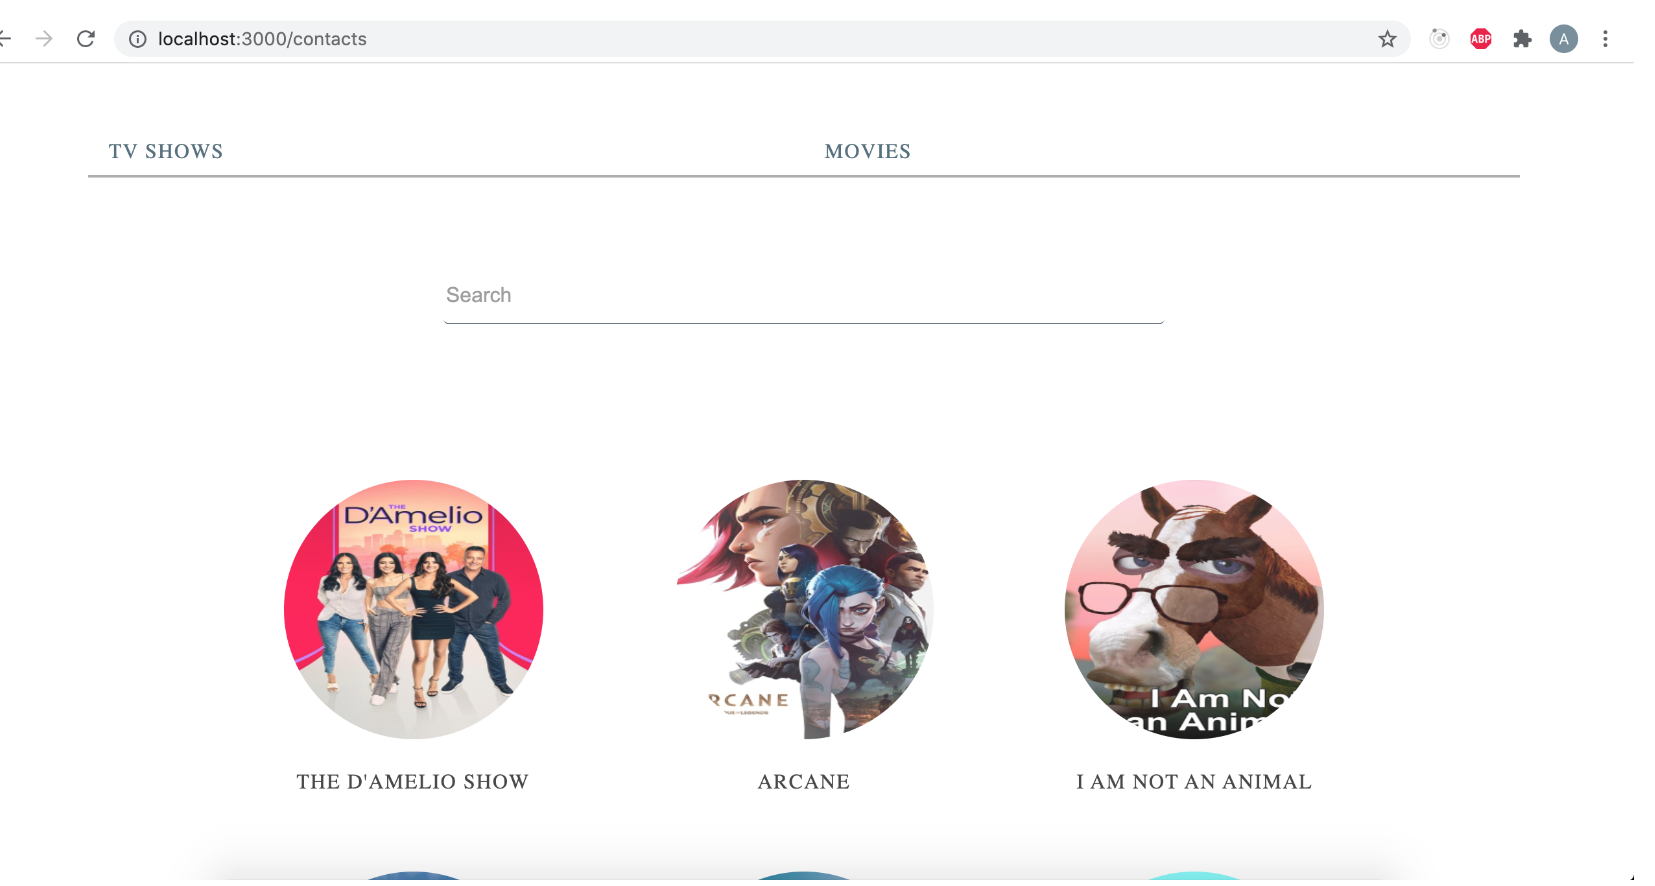 localhost:3000/contacts
ABP
A
TV SHOWS
MOVIES
Search
THE
D'Amelio
SHOW
RCANE
I Am No
an Anim
THE D'AMELIO SHOW
ARCANE
I AM NOT AN ANIMAL